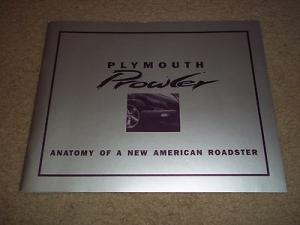 PLYMOUTH
Prowler
ANATOMY OF A NEW AMERICAN ROADSTER